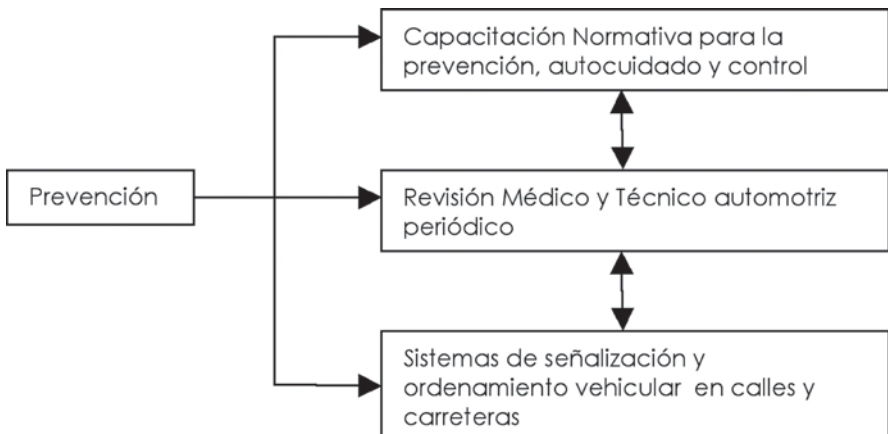 Capacitación Normativa para la
prevención, autocuidado y control
Prevención
Revisión Médico y Técnico automotriz
periódico
Sistemas de señalización y
ordenamiento vehicular en calles y
carreteras